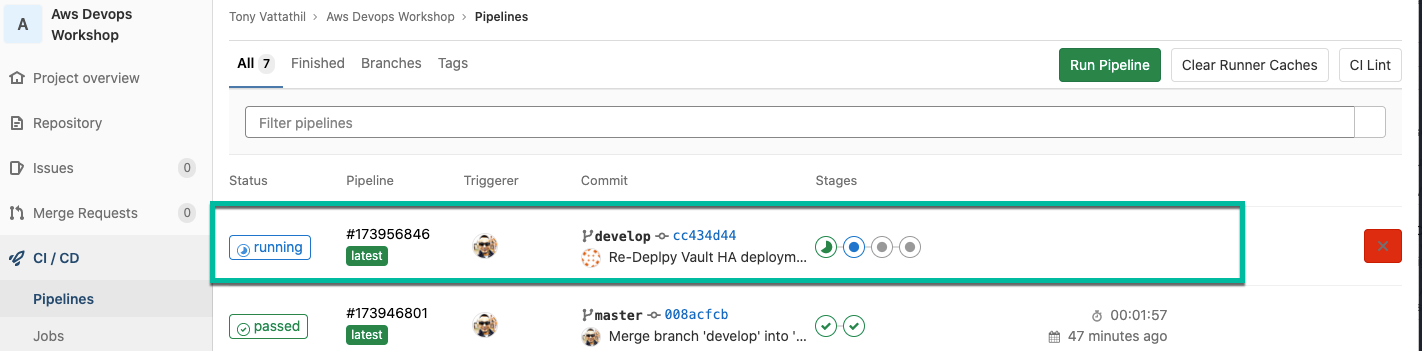 Tony Vattathil › Aws Devops Workshop › Pipelines
A
Aws Devops
Workshop
Project overview
Repository
Issues 0
Merge Requests 0
CI / CD
Pipelines
Jobs
All 7 Finished Branches Tags
Run Pipeline Clear Runner Caches CI Lint
Filter pipelines
Status Pipeline Triggerer Commit Stages
running #173956846 latest develop cc434d44
Re-Deplpy Vault HA deploym...
passed #173946801 latest master 008acfcb 00:01:57
Merge branch 'develop' into '... 47 minutes ago